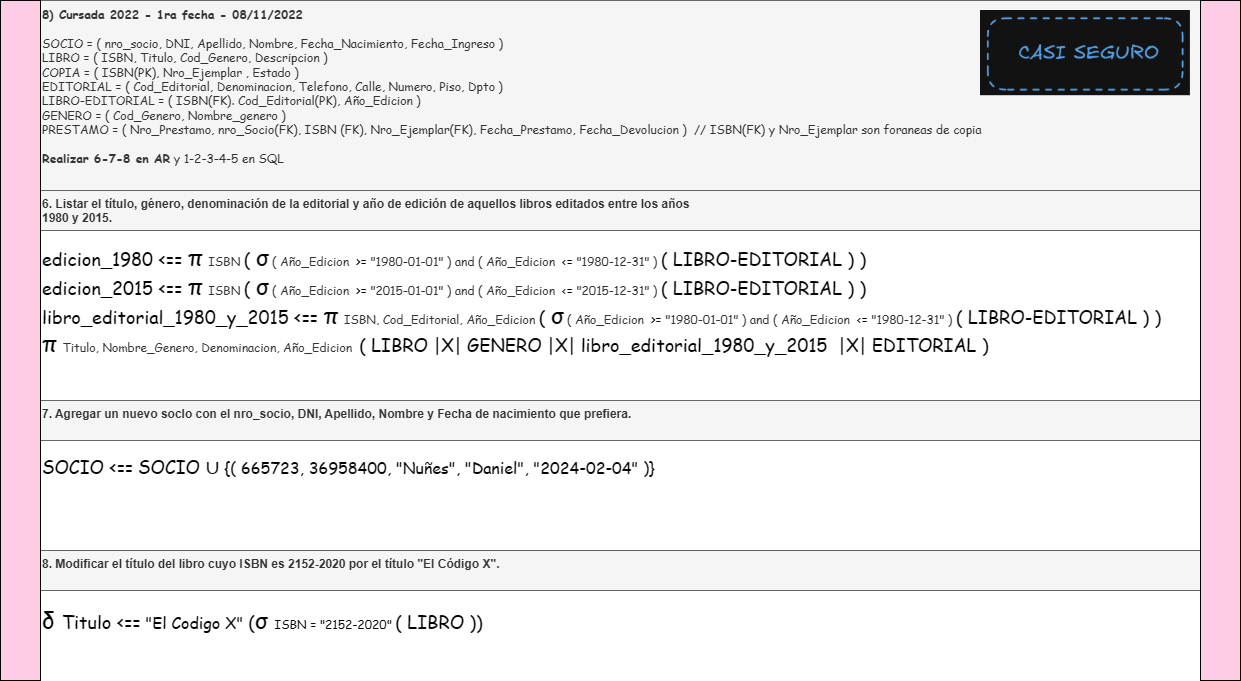 8) Cursada 2022 - 1ra fecha - 08/11/2022
CASI SEGURO
SOCIO = ( nro_socio, DNI, Apellido, Nombre, Fecha_Nacimiento, Fecha_Ingreso )
LIBRO = ( ISBN, Titulo, Cod_Genero, Descripcion )
COPIA = ( ISBN(PK), Nro_Ejemplar , Estado )
EDITORIAL = ( Cod_Editorial, Denominacion, Telefono, Calle, Numero, Piso, Dpto )
LIBRO-EDITORIAL = ( ISBN(FK). Cod_Editorial(PK), Año_Edicion )
GENERO = ( Cod_Genero, Nombre_genero )
PRESTAMO = ( Nro_Prestamo, nro_Socio(FK), ISBN (FK), Nro_Ejemplar(FK), Fecha_Prestamo, Fecha_Devolucion ) // ISBN(FK) y Nro_Ejemplar son foraneas de copia
Realizar 6-7-8 en AR y 1-2-3-4-5 en SQL
6. Listar el título, género, denominación de la editorial y año de edición de aquellos libros editados entre los años
1980 y 2015.
edicion_1980 <== π ISBN ( σ ( Año_Edicion >= "1980-01-01" ) and ( Año_Edicion <= "1980-12-31" ) ( LIBRO-EDITORIAL ) )
edicion_2015 <== π ISBN ( σ ( Año_Edicion >= "2015-01-01" ) and ( Año_Edicion <= "2015-12-31" ) ( LIBRO-EDITORIAL ) )
libro_editorial_1980_y_2015 <== π ISBN, Cod_Editorial, Año_Edicion ( σ ( Año_Edicion >= "1980-01-01" ) and ( Año_Edicion <= "1980-12-31" ) ( LIBRO-EDITORIAL ) )
π Titulo, Nombre_Genero, Denominacion, Año_Edicion ( LIBRO |X| GENERO |X| libro_editorial_1980_y_2015 |X| EDITORIAL )
7. Agregar un nuevo soclo con el nro_socio, DNI, Apellido, Nombre y Fecha de nacimiento que prefiera.
SOCIO <== SOCIO U {( 665723, 36958400, "Nuñes", "Daniel", "2024-02-04" )}
8. Modificar el título del libro cuyo ISBN es 2152-2020 por el título "El Código X".
δ Titulo <== "El Codigo X" (σ ISBN = "2152-2020" ( LIBRO ))